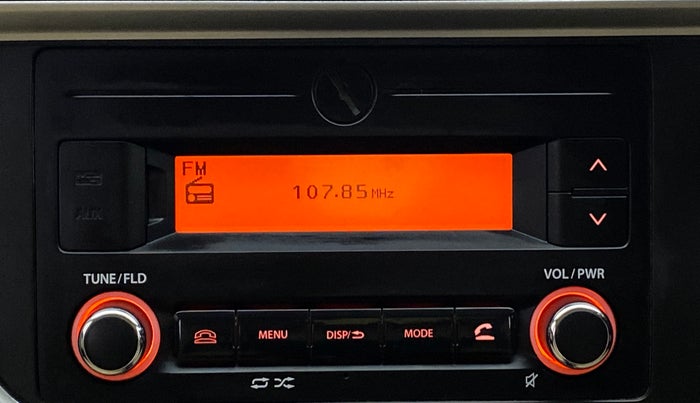 FM
107.85 MHz
AUX
TUNE/FLD
VOL/PWR
MENU
DISP/
MODE